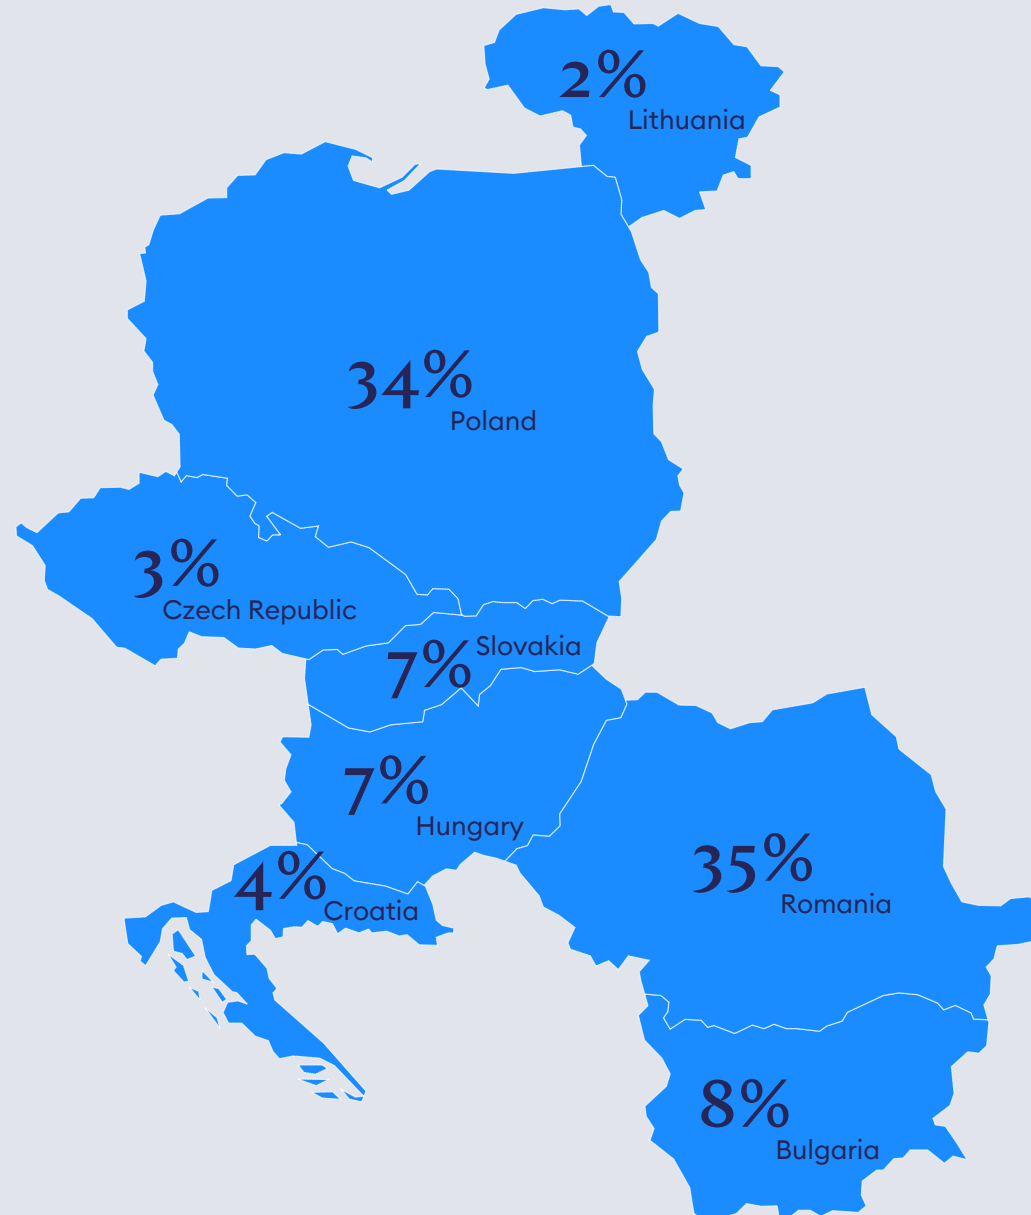 2%
Lithuania
34%
Poland
3%
Czech Republic
7%
Slovakia
7%
Hungary
4%
Croatia
35%
Romania
8%
Bulgaria